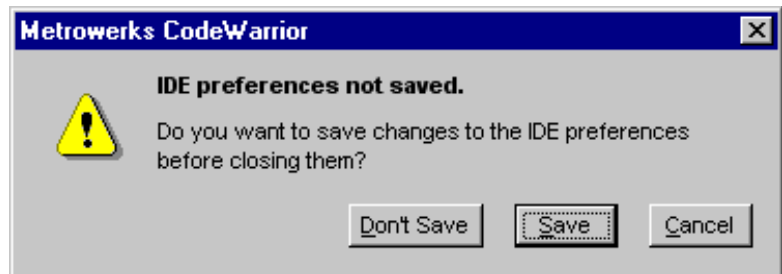 Metrowerks CodeWarrior
IDE preferences not saved.
Do you want to save changes to the IDE preferences
before closing them?
Don't Save Save Cancel